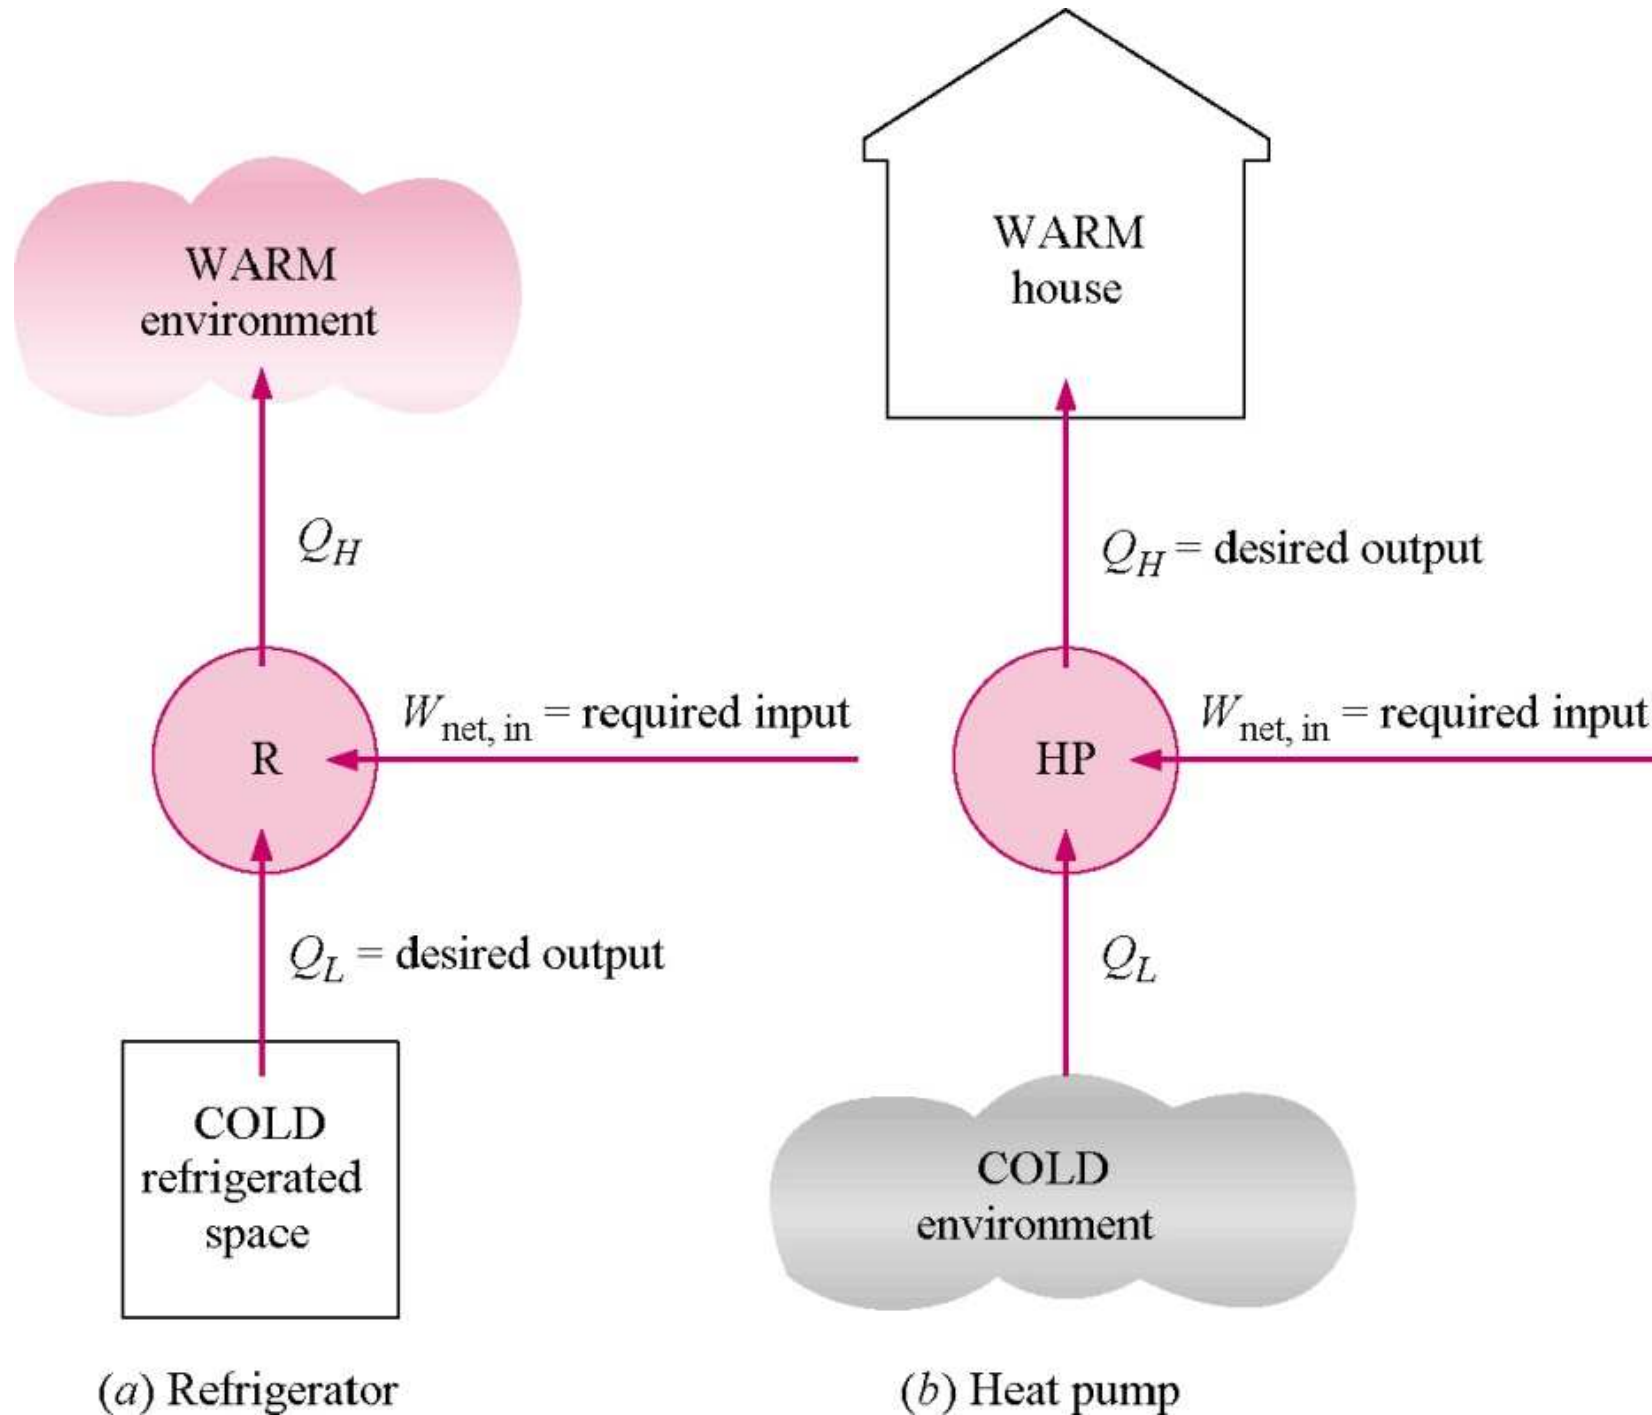 WARM
environment
Q_H
W_net, in = required input
R
Q_L = desired output
COLD
refrigerated
space
(a) Refrigerator
WARM
house
Q_H = desired output
W_net, in = required input
HP
Q_L
COLD
environment
(b) Heat pump